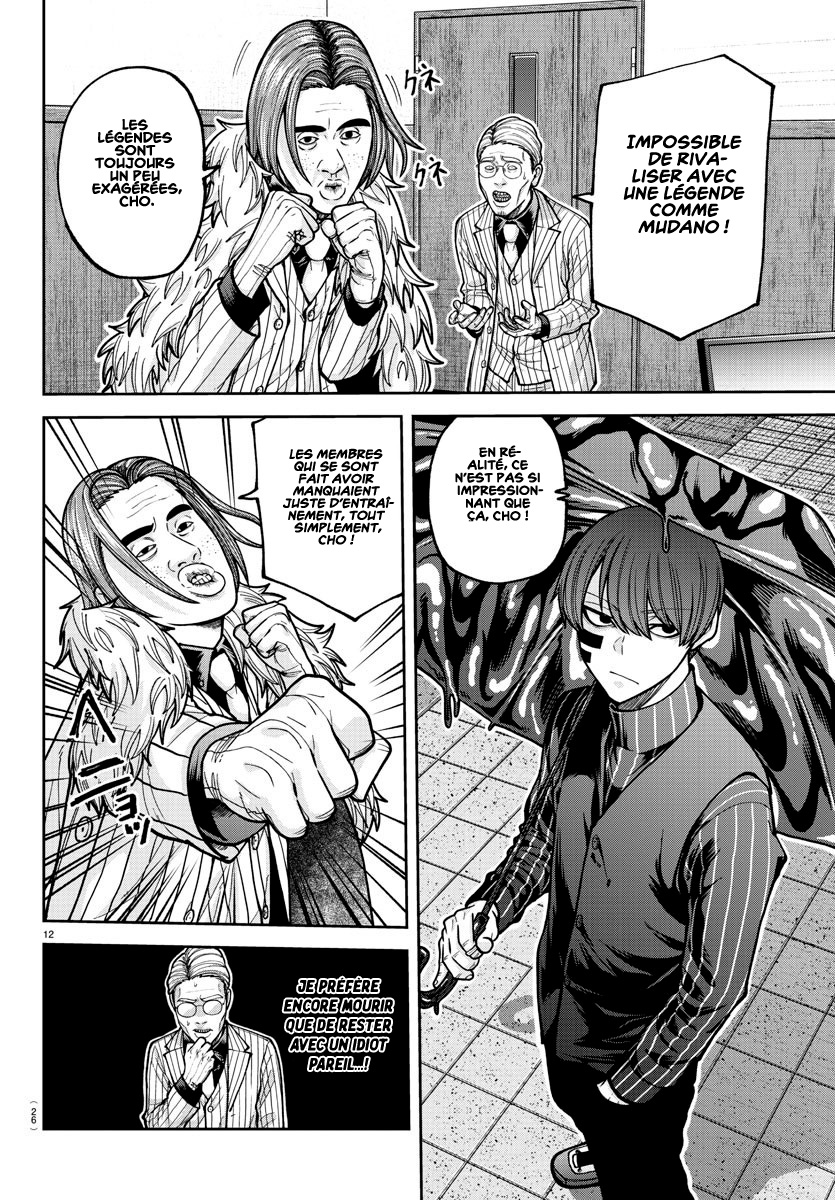 IMPOSSIBLE
DE RIVA-
LISER AVEC
UNE LÉGENDE
COMME
MUDANO !
グネ
グネ
LES
LÉGENDES
SONT
TOUJOURS
UN PEU
EXAGÉRÉES,
CHO.
EN RÉ-
ALITÉ, CE
N'EST PAS SI
IMPRESSION-
NANT QUE
ÇA, CHO !
LES MEMBRES
QUI SE SONT
FAIT AVOIR
MANQUAIENT
JUSTE D'ENTRAÎ-
NEMENT, TOUT
SIMPLEMENT,
CHO !
ヘニョッ
12
JE PRÉFÈRE
ENCORE MOURIR
QUE DE RESTER
AVEC UN IDIOT
PAREIL...!
(26)